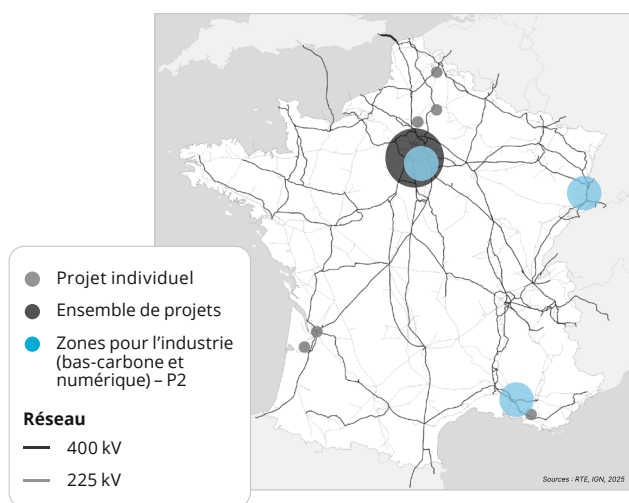 Projet individuel
Ensemble de projets
Zones pour l'industrie
(bas-carbone et
numérique) – P2
Réseau
400 kV
225 kV
Sources : RTE, IGN, 2025